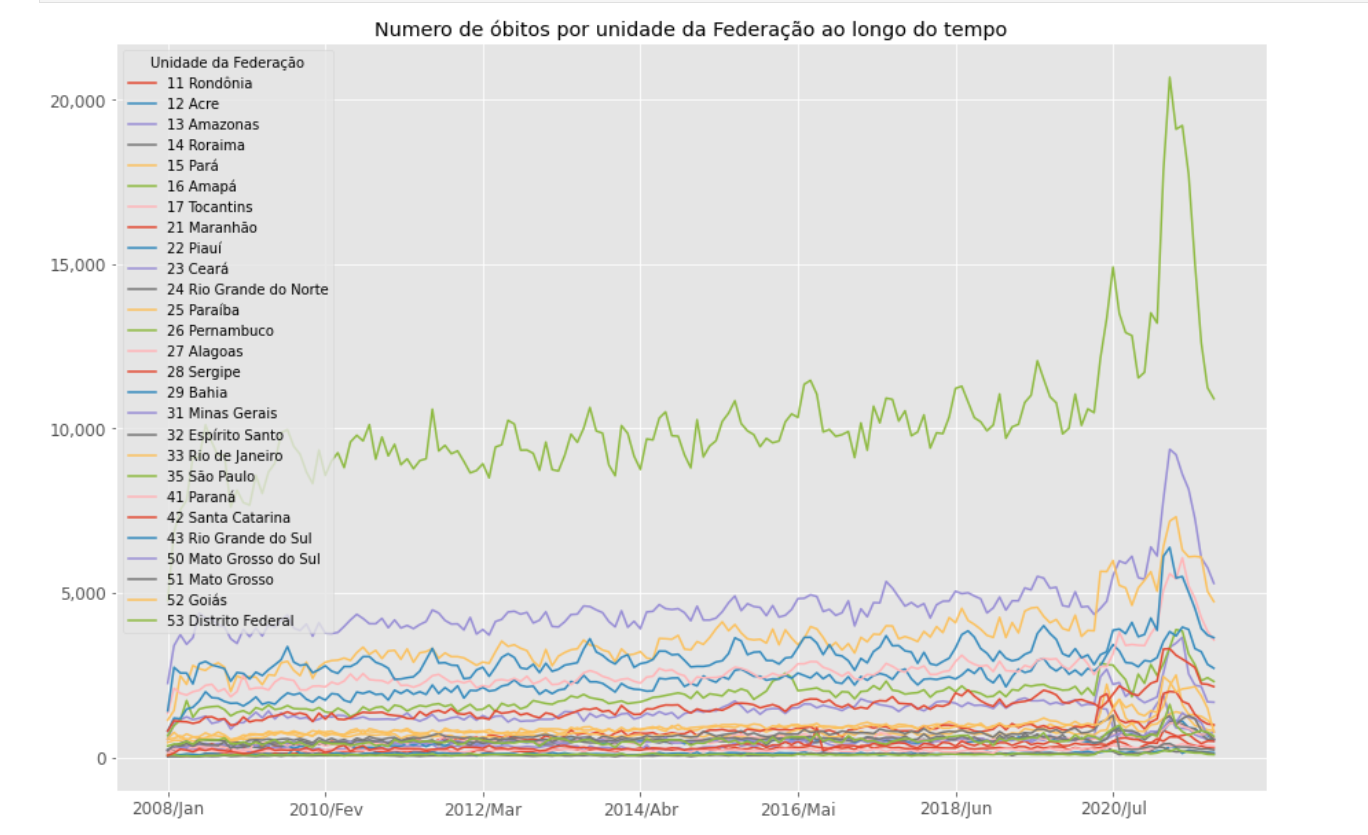 Numero de óbitos por unidade da Federação ao longo do tempo
Unidade da Federação
11 Rondônia
12 Acre
13 Amazonas
14 Roraima
15 Pará
16 Amapá
17 Tocantins
21 Maranhão
22 Piauí
23 Ceará
24 Rio Grande do Norte
25 Paraíba
26 Pernambuco
27 Alagoas
28 Sergipe
29 Bahia
31 Minas Gerais
32 Espírito Santo
33 Rio de Janeiro
35 São Paulo
41 Paraná
42 Santa Catarina
43 Rio Grande do Sul
50 Mato Grosso do Sul
51 Mato Grosso
52 Goiás
53 Distrito Federal
20,000
15,000
10,000
5,000
0
2008/Jan 2010/Fev 2012/Mar 2014/Abr 2016/Mai 2018/Jun 2020/Jul